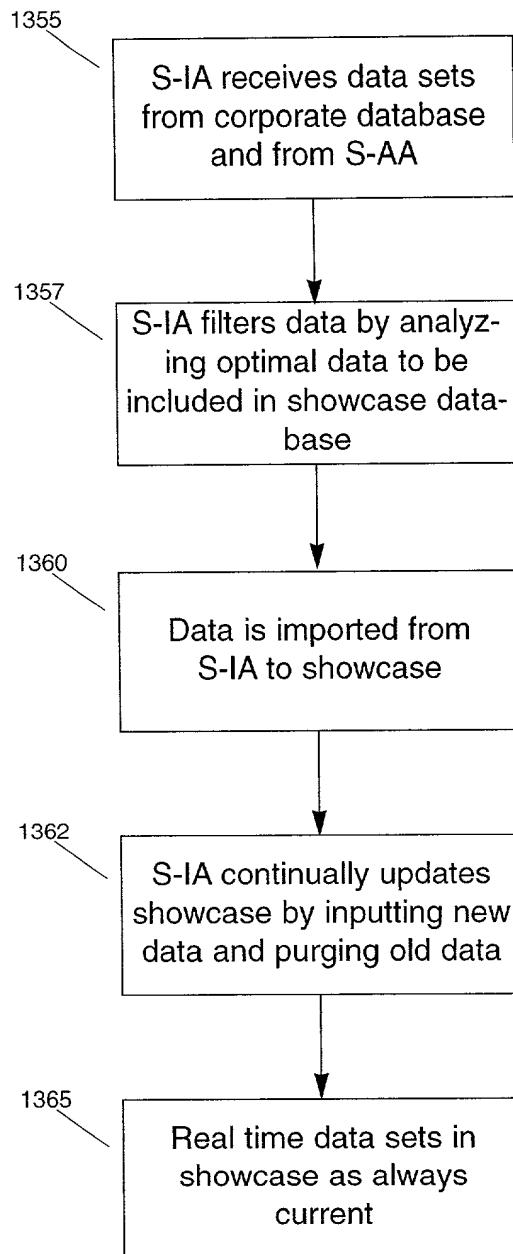 1355
S-IA receives data sets
from corporate database
and from S-AA
1357
S-IA filters data by analyz-
ing optimal data to be
included in showcase data-
base
1360
Data is imported from
S-IA to showcase
1362
S-IA continually updates
showcase by inputting new
data and purging old data
1365
Real time data sets in
showcase as always
current